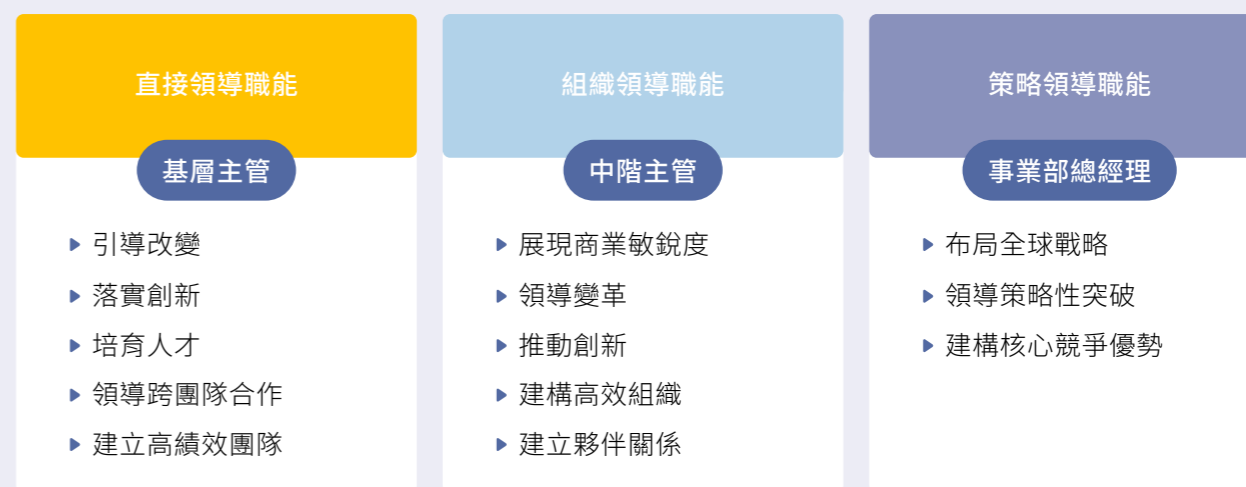 直接領導職能
基層主管
引導改變
落實創新
培育人才
領導跨團隊合作
建立高績效團隊
組織領導職能
中階主管
展現商業敏銳度
領導變革
推動創新
建構高效組織
建立夥伴關係
策略領導職能
事業部總經理
布局全球戰略
領導策略性突破
建構核心競爭優勢